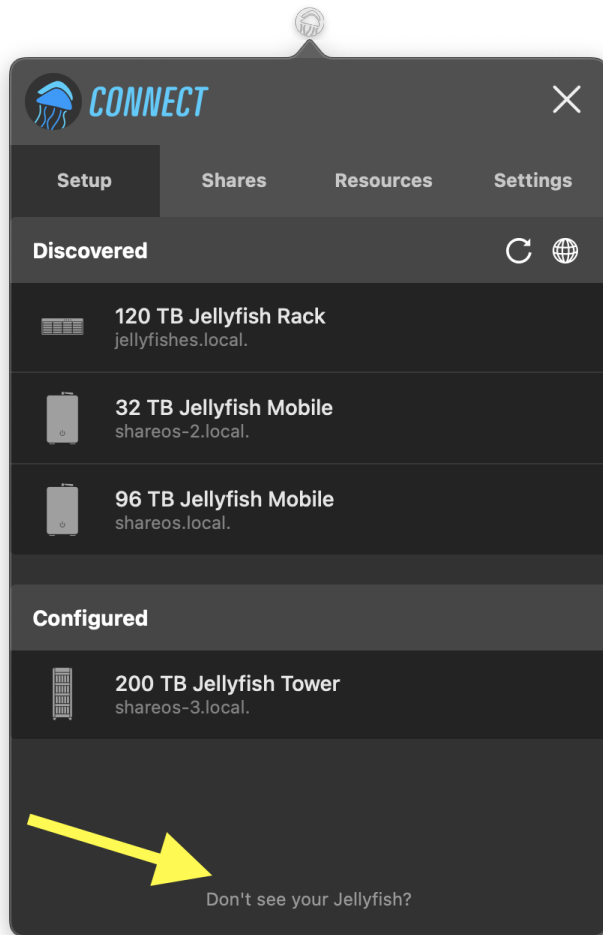 CONNECT
Setup Shares Resources Settings
Discovered
120 TB Jellyfish Rack
jellyfishes.local.
32 TB Jellyfish Mobile
shareos-2.local.
96 TB Jellyfish Mobile
shareos.local.
Configured
200 TB Jellyfish Tower
shareos-3.local.
Don't see your Jellyfish?